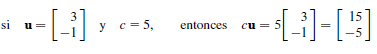 si u = [3 −1] y c = 5, entonces cu = 5[3 −1] = [15 −5]